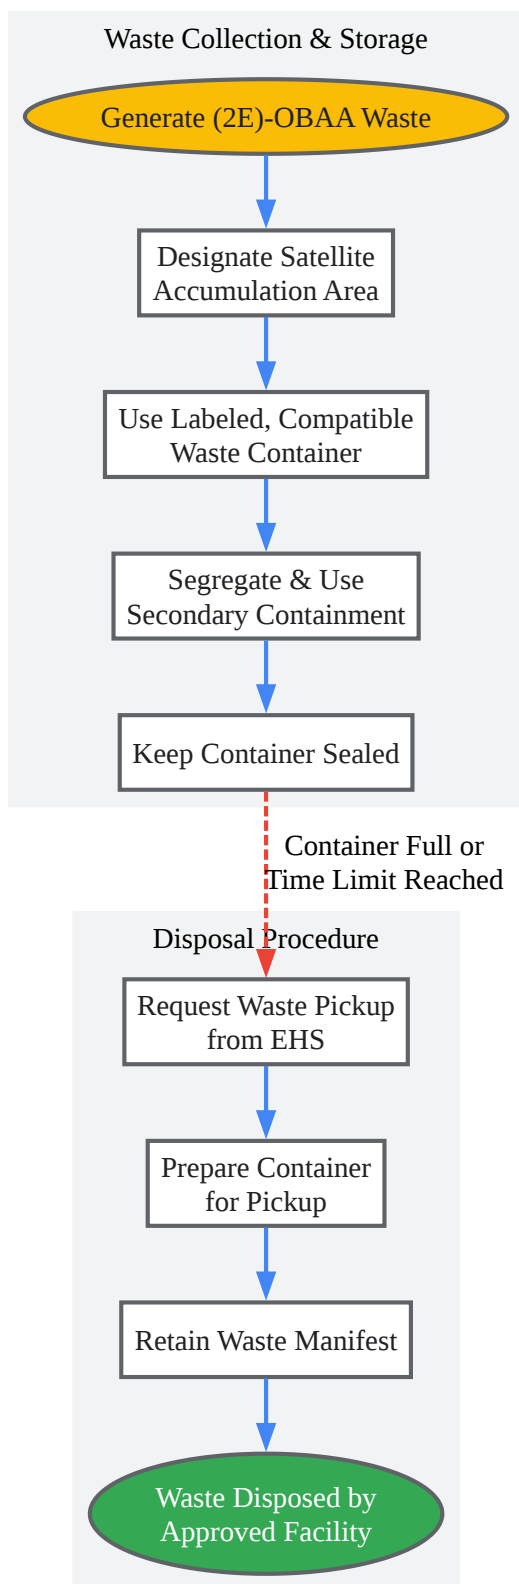 Waste Collection & Storage
Generate (2E)-OBAA Waste
Designate Satellite
Accumulation Area
Use Labeled, Compatible
Waste Container
Segregate & Use
Secondary Containment
Keep Container Sealed
Container Full or
Time Limit Reached
Disposal Procedure
Request Waste Pickup
from EHS
Prepare Container
for Pickup
Retain Waste Manifest
Waste Disposed by
Approved Facility